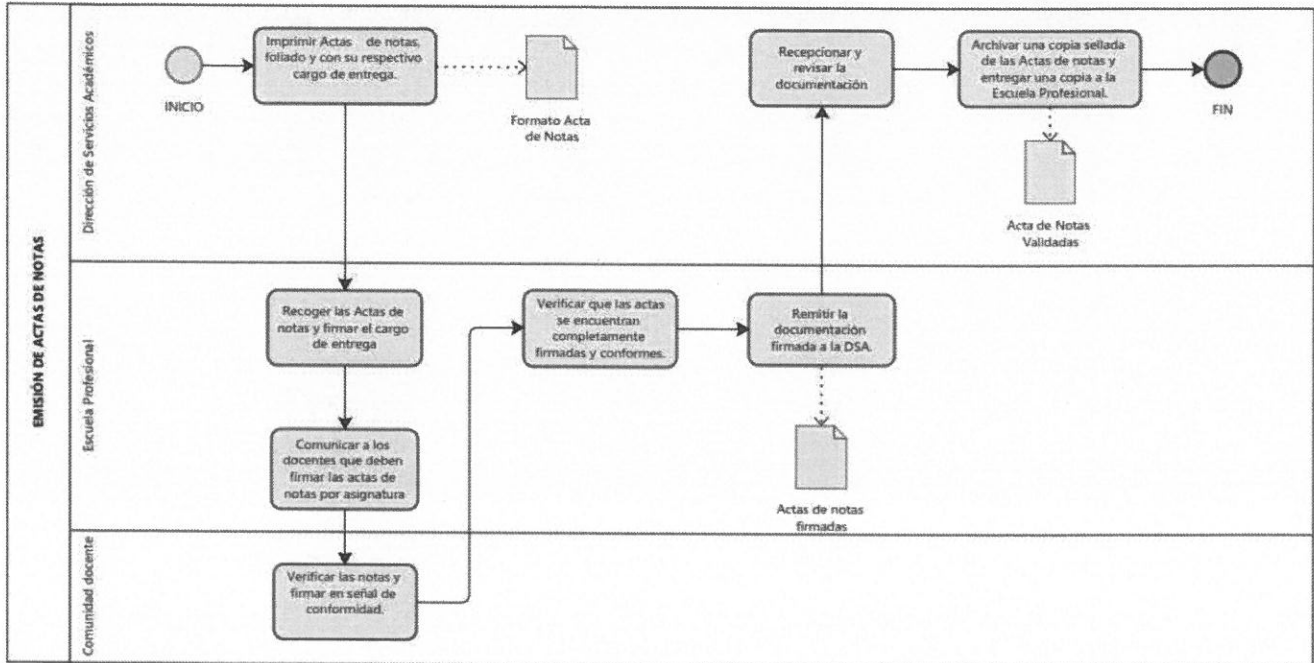 EMISIÓN DE ACTAS DE NOTAS
Dirección de Servicios Académicos
INICIO
Imprimir Actas de notas,
foliado y con su respectivo
cargo de entrega.
Formato Acta
de Notas
Recepcionar y
revisar la
documentación
Archivar una copia sellada
de las Actas de notas y
entregar una copia a la
Escuela Profesional.
FIN
Acta de Notas
Validadas
Escuela Profesional
Recoger las Actas de
notas y firmar el cargo
de entrega
Comunicar a los
docentes que deben
firmar las actas de
notas por asignatura
Verificar que las actas
se encuentran
completamente
firmadas y conformes.
Remitir la
documentación
firmada a la DSA.
Actas de notas
firmadas
Comunidad docente
Verificar las notas y
firmar en señal de
conformidad.